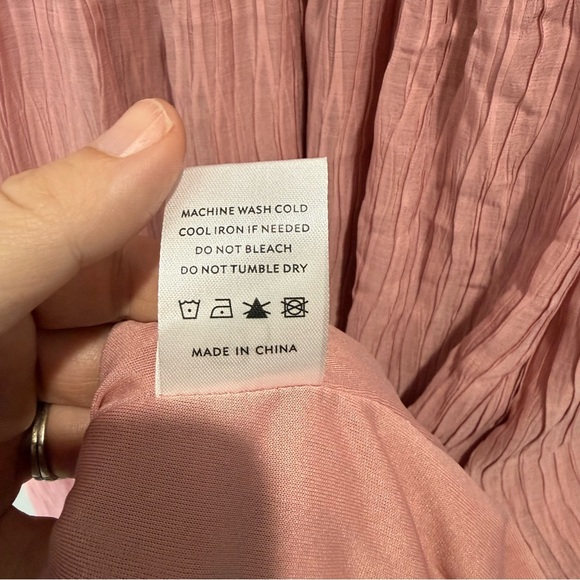 MACHINE WASH COLD
COOL IRON IF NEEDED
DO NOT BLEACH
DO NOT TUMBLE DRY
MADE IN CHINA